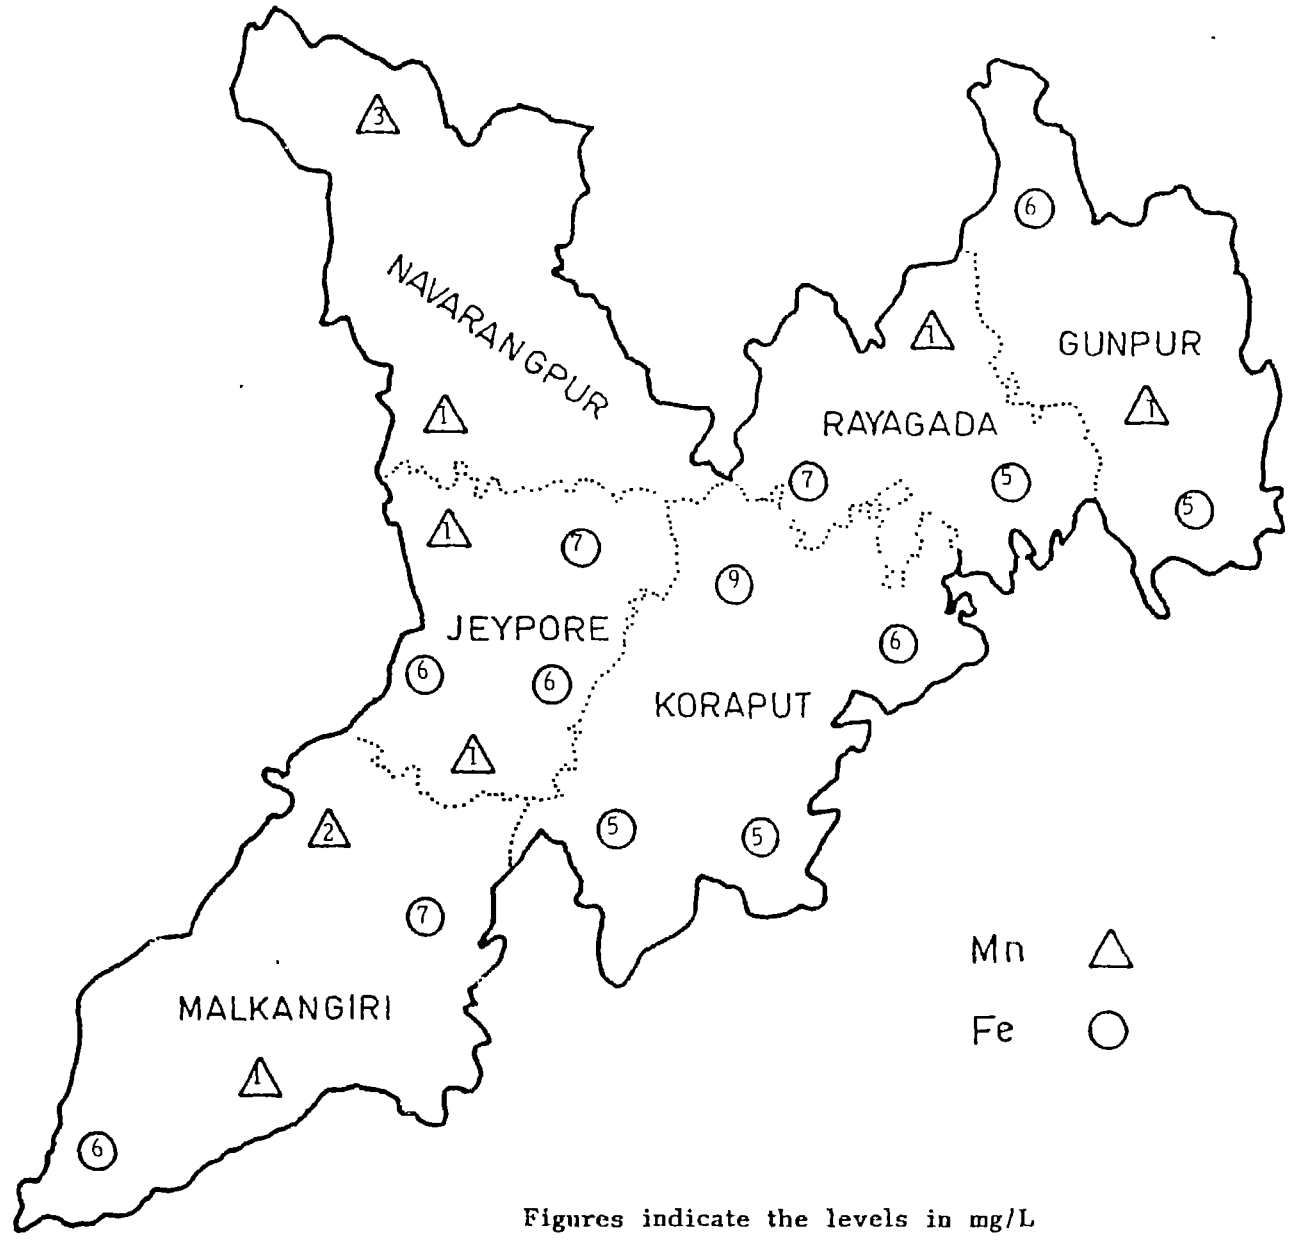 3
6
NAVARANGPUR
1
GUNPUR
1
1
RAYAGADA
7
5
5
1
7
9
JEYPORE
6
6
6
KORAPUT
1
2
5
5
7
Mn
MALKANGIRI
Fe
1
6
Figures indicate the levels in mg/L